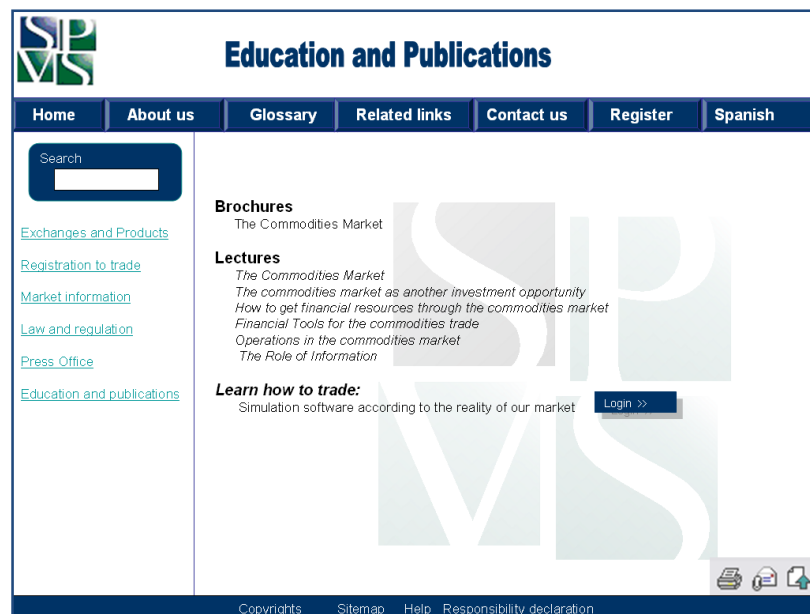 SP
VS
Education and Publications
Home About us Glossary Related links Contact us Register Spanish
Search
Exchanges and Products
Registration to trade
Market information
Law and regulation
Press Office
Education and publications
Brochures
The Commodities Market
Lectures
The Commodities Market
The commodities market as another investment opportunity
How to get financial resources through the commodities market
Financial Tools for the commodities trade
Operations in the commodities market
The Role of Information
Learn how to trade:
Simulation software according to the reality of our market
Login >>
SP
VS
Copyrights Sitemap Help Responsibility declaration